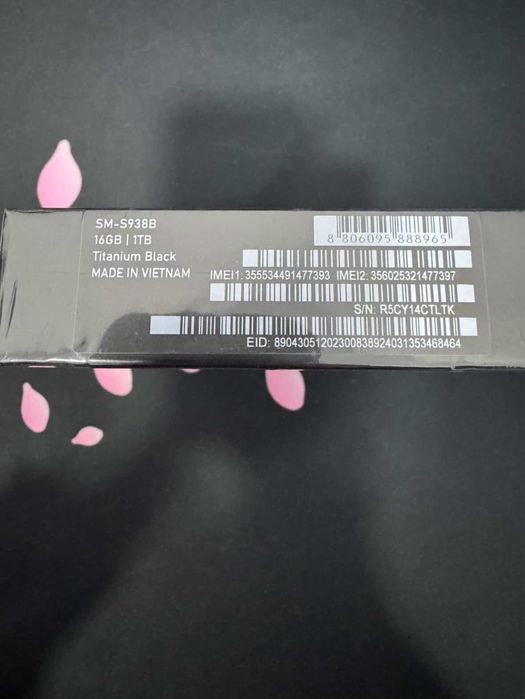 SM-S938B
16GB | 1TB
Titanium Black
MADE IN VIETNAM
8 806095 888965
IMEI1: 355534491477393 IMEI2: 356025321477397
S/N: R5CY14CTLTK
EID: 89043051202300838924031353468464